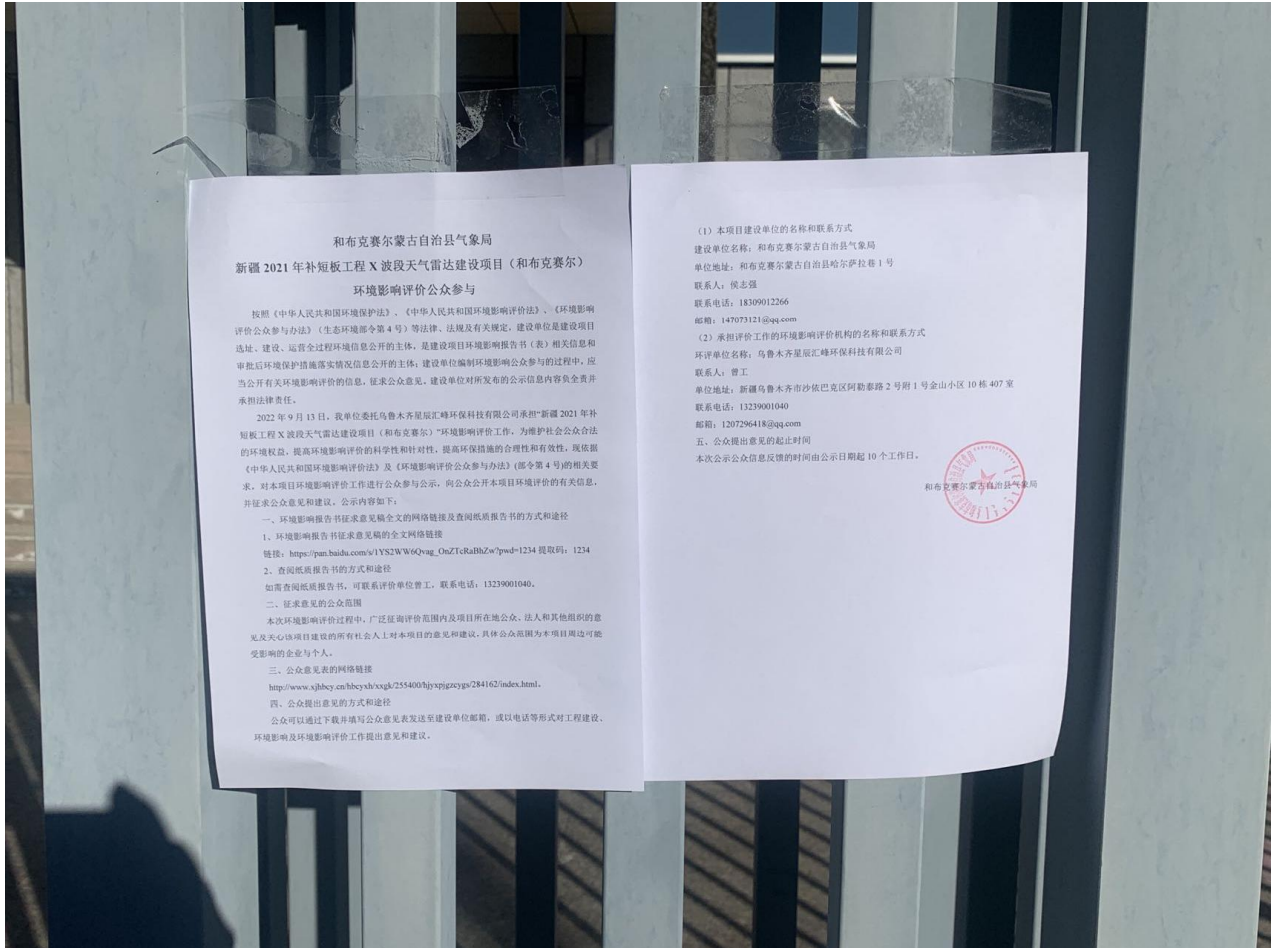 和布克赛尔蒙古自治县气象局
新疆 2021 年补短板工程 X 波段天气雷达建设项目（和布克赛尔）
环境影响评价公众参与
按照《中华人民共和国环境保护法》、《中华人民共和国环境影响评价法》、《环境影响
评价公众参与办法》（生态环境部令第 4 号）等法律、法规及有关规定，建设单位是建设项目
选址、建设、运营全过程环境信息公开的主体，是建设项目环境影响报告书（表）相关信息和
审批后环境保护措施落实情况信息公开的主体；建设单位编制环境影响公众参与的过程中，应
当公开有关环境影响评价的信息，征求公众意见。建设单位对所发布的公示信息内容负全责并
承担法律责任。
2022 年 9 月 13 日，我单位委托乌鲁木齐星辰汇峰环保科技有限公司承担“新疆 2021 年补
短板工程 X 波段天气雷达建设项目（和布克赛尔）”环境影响评价工作，为维护社会公众合法
的环境权益，提高环境影响评价的科学性和针对性，提高环保措施的合理性和有效性，现依据
《中华人民共和国环境影响评价法》及《环境影响评价公众参与办法》(部令第 4 号)的相关要
求，对本项目环境影响评价工作进行公众参与公示，向公众公开本项目环境评价的有关信息，
并征求公众意见和建议。公示内容如下：
一、环境影响报告书征求意见稿全文的网络链接及查阅纸质报告书的方式和途径
1、环境影响报告书征求意见稿的全文网络链接
链接：https://pan.baidu.com/s/1YS2WW6Qvag_OnZTcRaBhZw?pwd=1234 提取码：1234
2、查阅纸质报告书的方式和途径
如需查阅纸质报告书，可联系评价单位曾工，联系电话：13239001040。
二、征求意见的公众范围
本次环境影响评价过程中，广泛征询评价范围内及项目所在地公众、法人和其他组织的意
见及关心该项目建设的所有社会人士对本项目的意见和建议，具体公众范围为本项目周边可能
受影响的企业与个人。
三、公众意见表的网络链接
http://www.xjhbcy.cn/hbcyxh/xxgk/255400/hjyxpjgzcygs/284162/index.html。
四、公众提出意见的方式和途径
公众可以通过下载并填写公众意见表发送至建设单位邮箱，或以电话等形式对工程建设、
环境影响及环境影响评价工作提出意见和建议。
（1）本项目建设单位的名称和联系方式
建设单位名称：和布克赛尔蒙古自治县气象局
单位地址：和布克赛尔蒙古自治县哈尔萨拉巷 1 号
联系人：侯志强
联系电话：18309012266
邮箱：147073121@qq.com
（2）承担评价工作的环境影响评价机构的名称和联系方式
环评单位名称：乌鲁木齐星辰汇峰环保科技有限公司
联系人：曾工
单位地址：新疆乌鲁木齐市沙依巴克区阿勒泰路 2 号附 1 号金山小区 10 栋 407 室
联系电话：13239001040
邮箱：1207296418@qq.com
五、公众提出意见的起止时间
本次公示公众信息反馈的时间由公示日期起 10 个工作日。
和布克赛尔蒙古自治县气象局